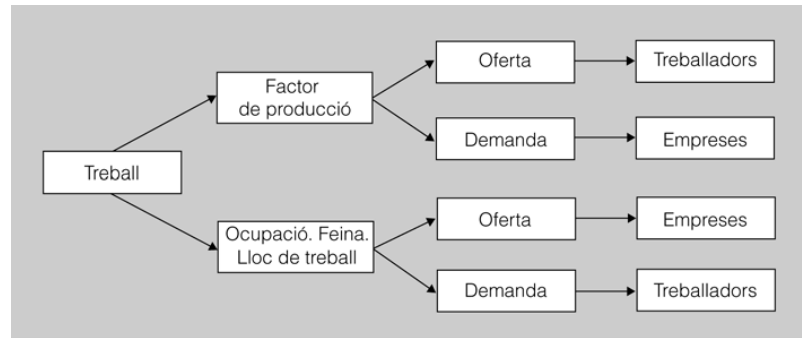 Treball
Factor
de producció
Oferta
Treballadors
Demanda
Empreses
Ocupació. Feina.
Lloc de treball
Oferta
Empreses
Demanda
Treballadors